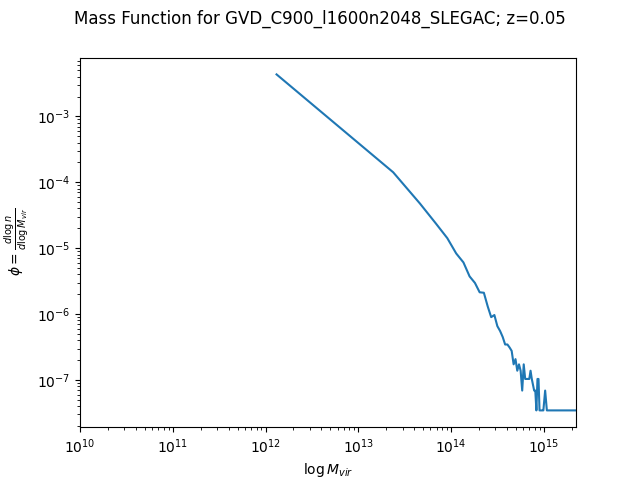 Mass Function for GVD_C900_l1600n2048_SLEGAC; z=0.05
10⁻³
10⁻⁴
10⁻⁵
10⁻⁶
10⁻⁷
ϕ = d log n / d log M_vir
10¹⁰ 10¹¹ 10¹² 10¹³ 10¹⁴ 10¹⁵
log M_vir